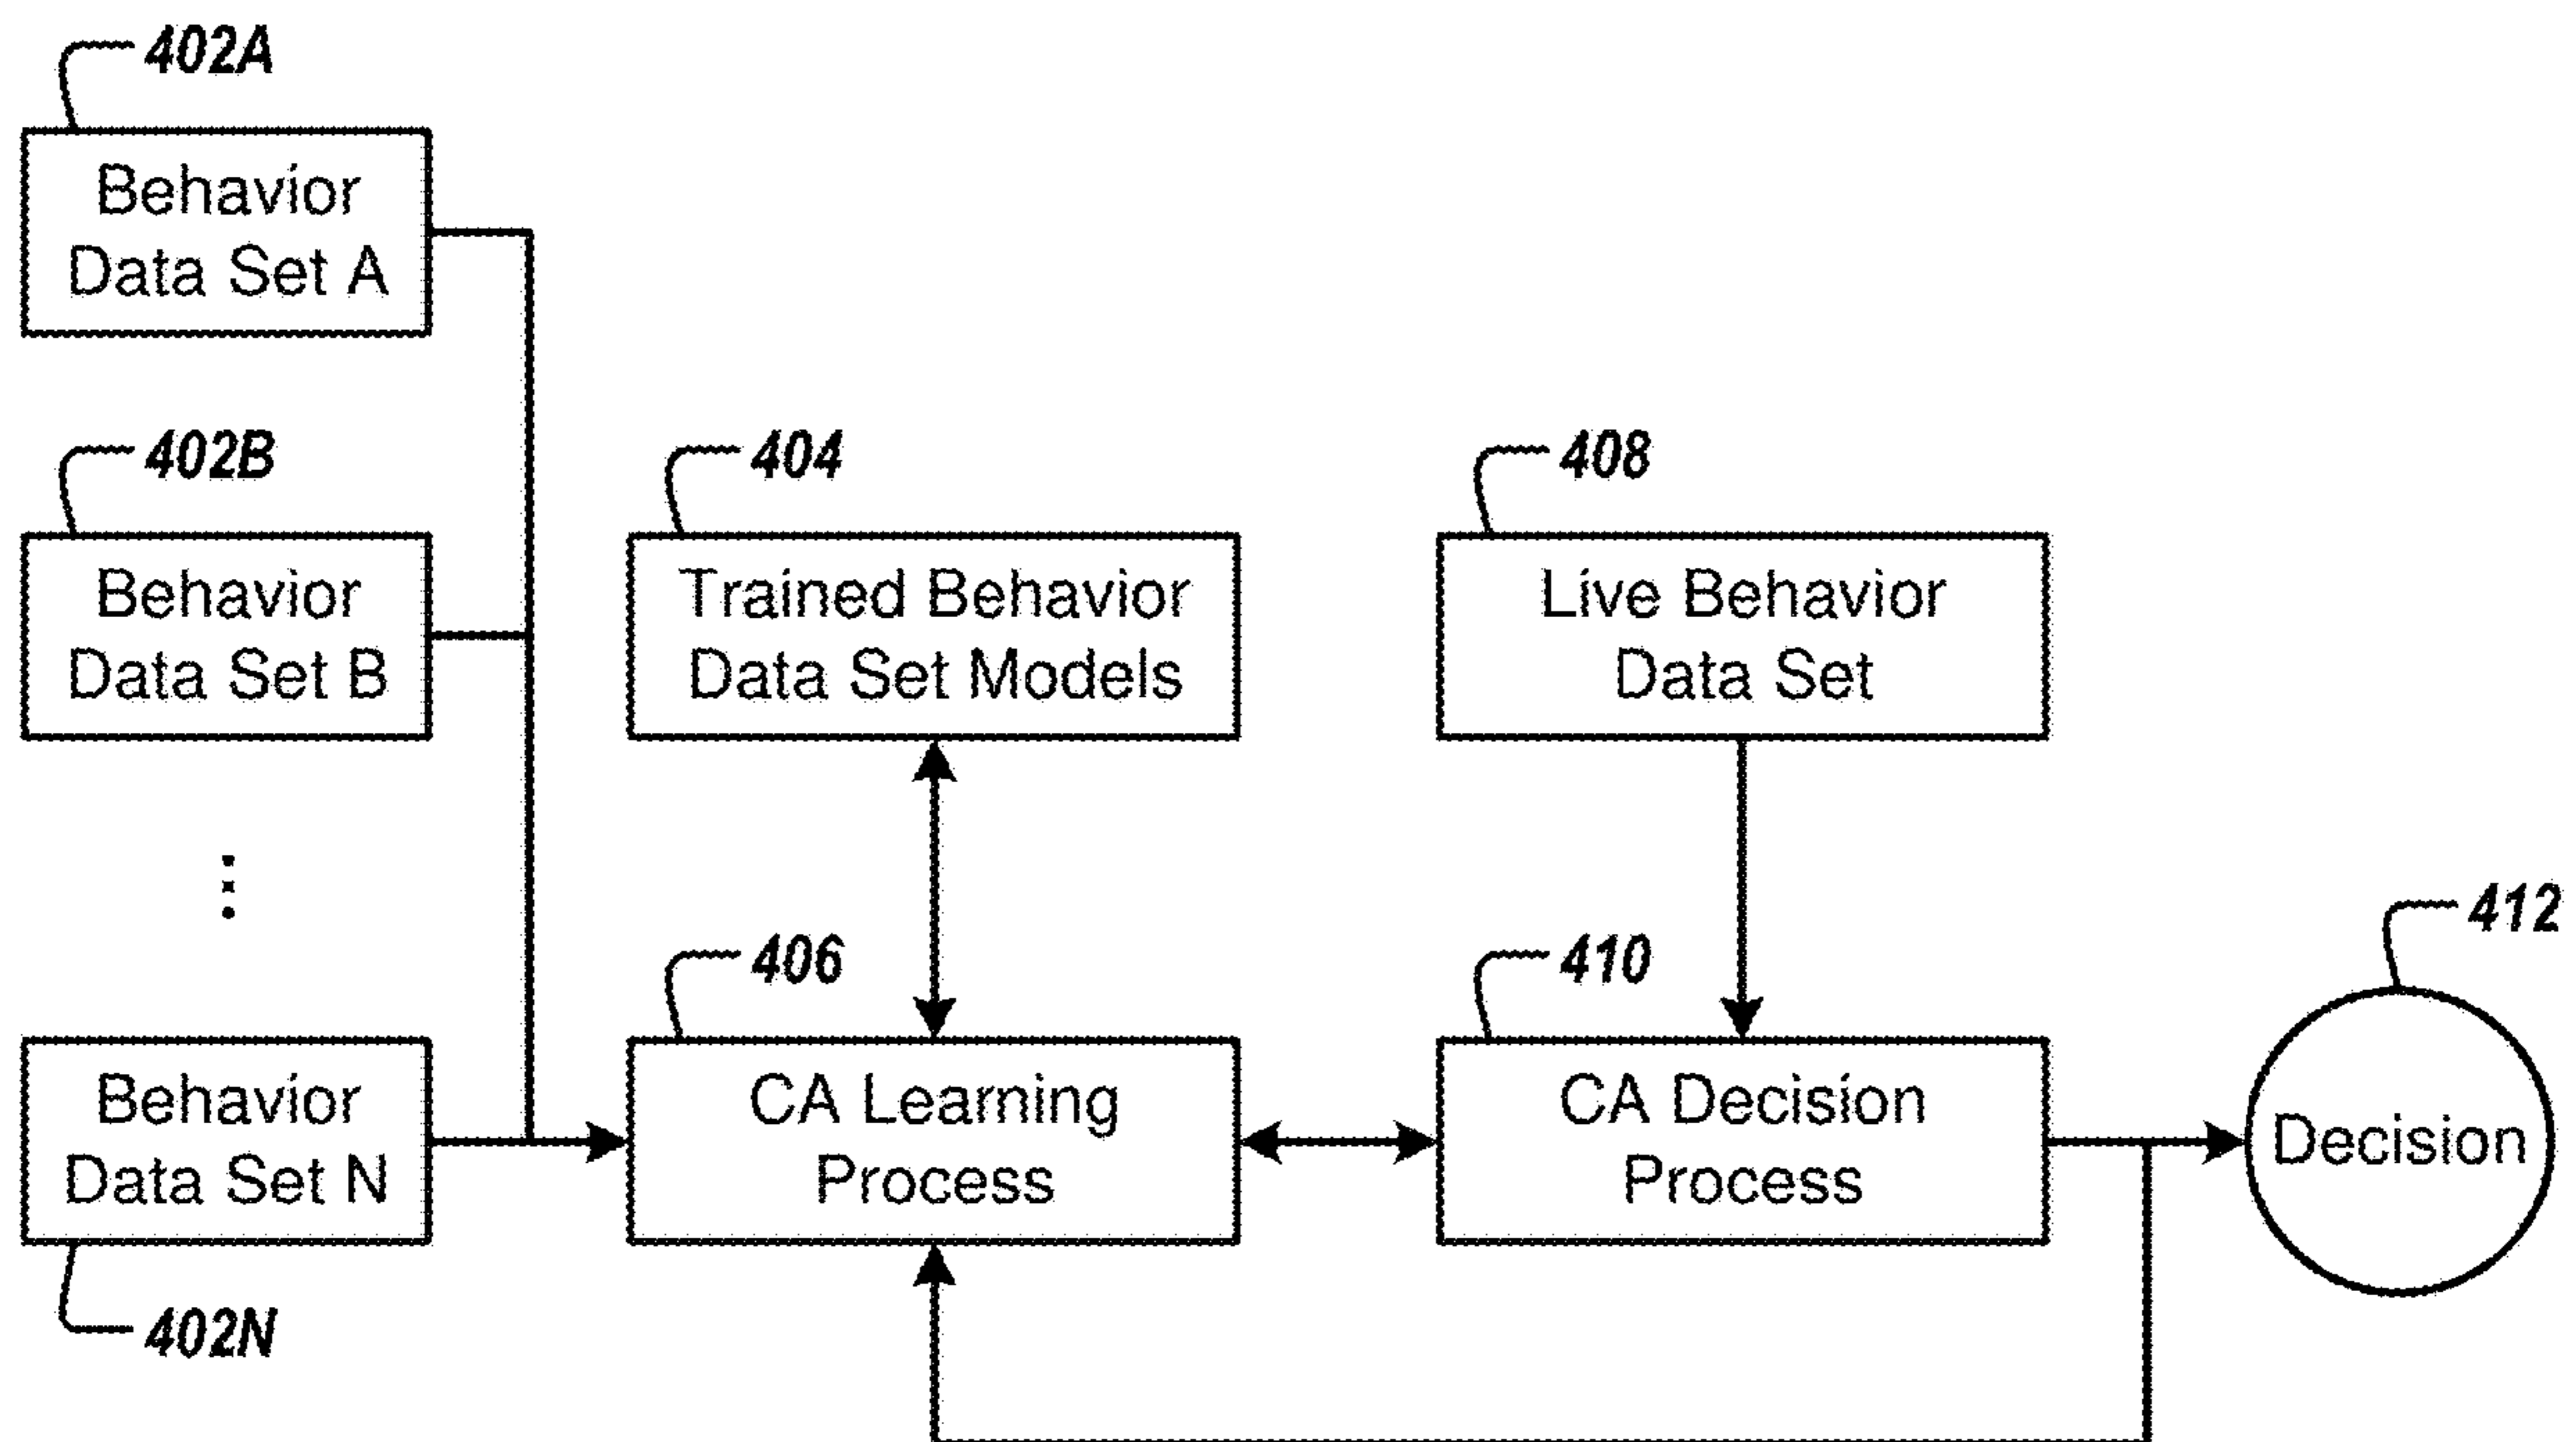 402A
Behavior
Data Set A
402B
Behavior
Data Set B
404
Trained Behavior
Data Set Models
408
Live Behavior
Data Set
402N
Behavior
Data Set N
406
CA Learning
Process
410
CA Decision
Process
412
Decision